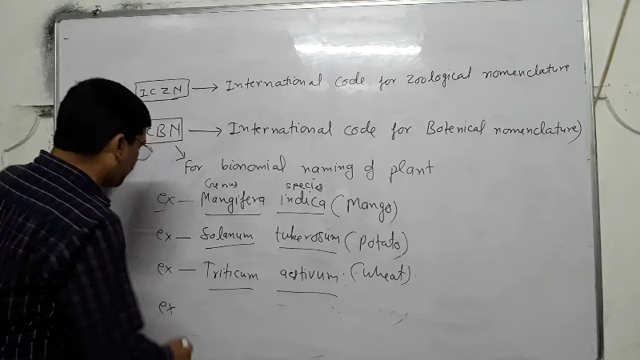 ICZN → International code for Zoological nomenclature
CBN → International code for Botenical nomenclature)
for binomial naming of plant
Genus species
ex — Mangifera indica (Mango)
ex — Solanum tuberosum (Potato)
ex — Triticum aestivum. (Wheat)
ex